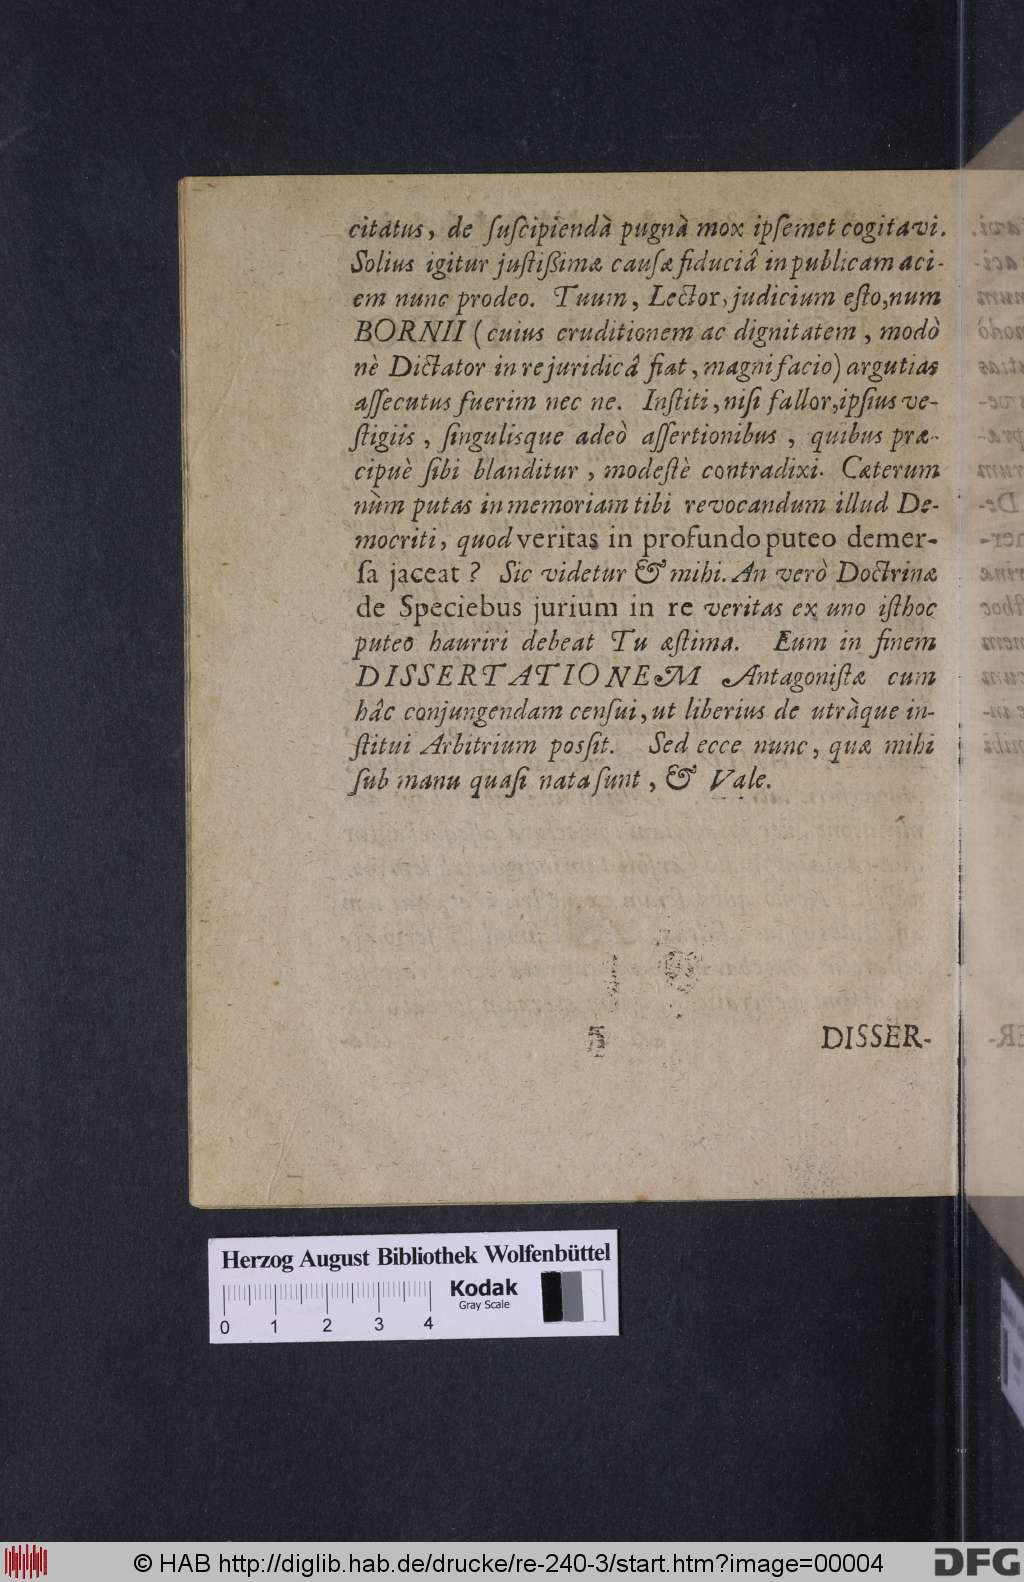 citatus, de ſuſcipiendà pugnà mox ipſemet cogitavi.
Solius igitur juſtiſſimæ cauſæ fiduciâ in publicam aci-
em nunc prodeo. Tuum, Lector, judicium eſto, num
BORNII (cuius eruditionem ac dignitatem, modò
nè Dictator in re juridicâ fiat, magni facio) argutias
aſſecutus fuerim nec ne. Inſtiti, niſi fallor, ipſius ve-
ſtigiis, ſingulisque adeò aſſertionibus, quibus præ-
cipuè ſibi blanditur, modeſtè contradixi. Cæterum
nùm putas in memoriam tibi revocandum illud De-
mocriti, quod veritas in profundo puteo demer-
ſa jaceat? Sic videtur & mihi. An verò Doctrinæ
de Speciebus jurium in re veritas ex uno iſthoc
puteo hauriri debeat Tu æſtima. Eum in finem
DISSERTATIONEM Antagoniſtæ cum
hâc conjungendam cenſui, ut liberius de utràque in-
ſtitui Arbitrium posſit. Sed ecce nunc, quæ mihi
ſub manu quaſi nata ſunt, & Vale.
DISSER-
Herzog August Bibliothek Wolfenbüttel
Kodak
Gray Scale
0 1 2 3 4
© HAB http://diglib.hab.de/drucke/re-240-3/start.htm?image=00004
DFG